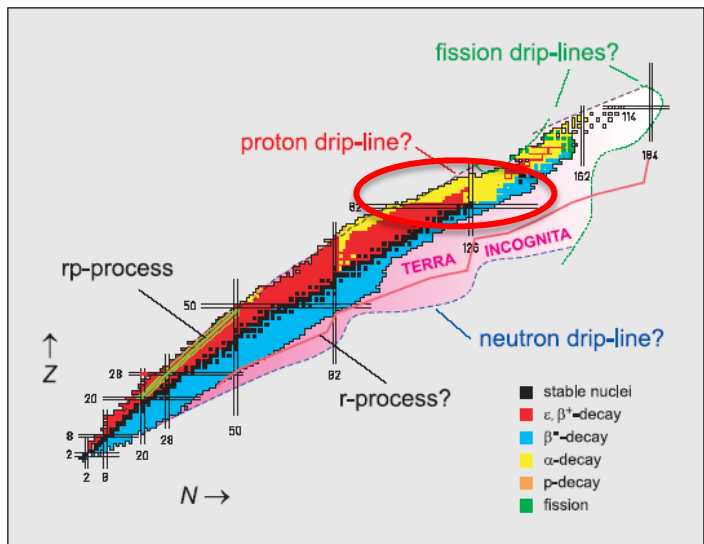 fission drip-lines?
114
proton drip-line?
184
162
82
126
TERRA INCOGNITA
rp-process
50
neutron drip-line?
↑
Z
28
82
r-process?
20
50
8
28
2
20
2 8
N →
stable nuclei
ε, β+-decay
β--decay
α-decay
p-decay
fission